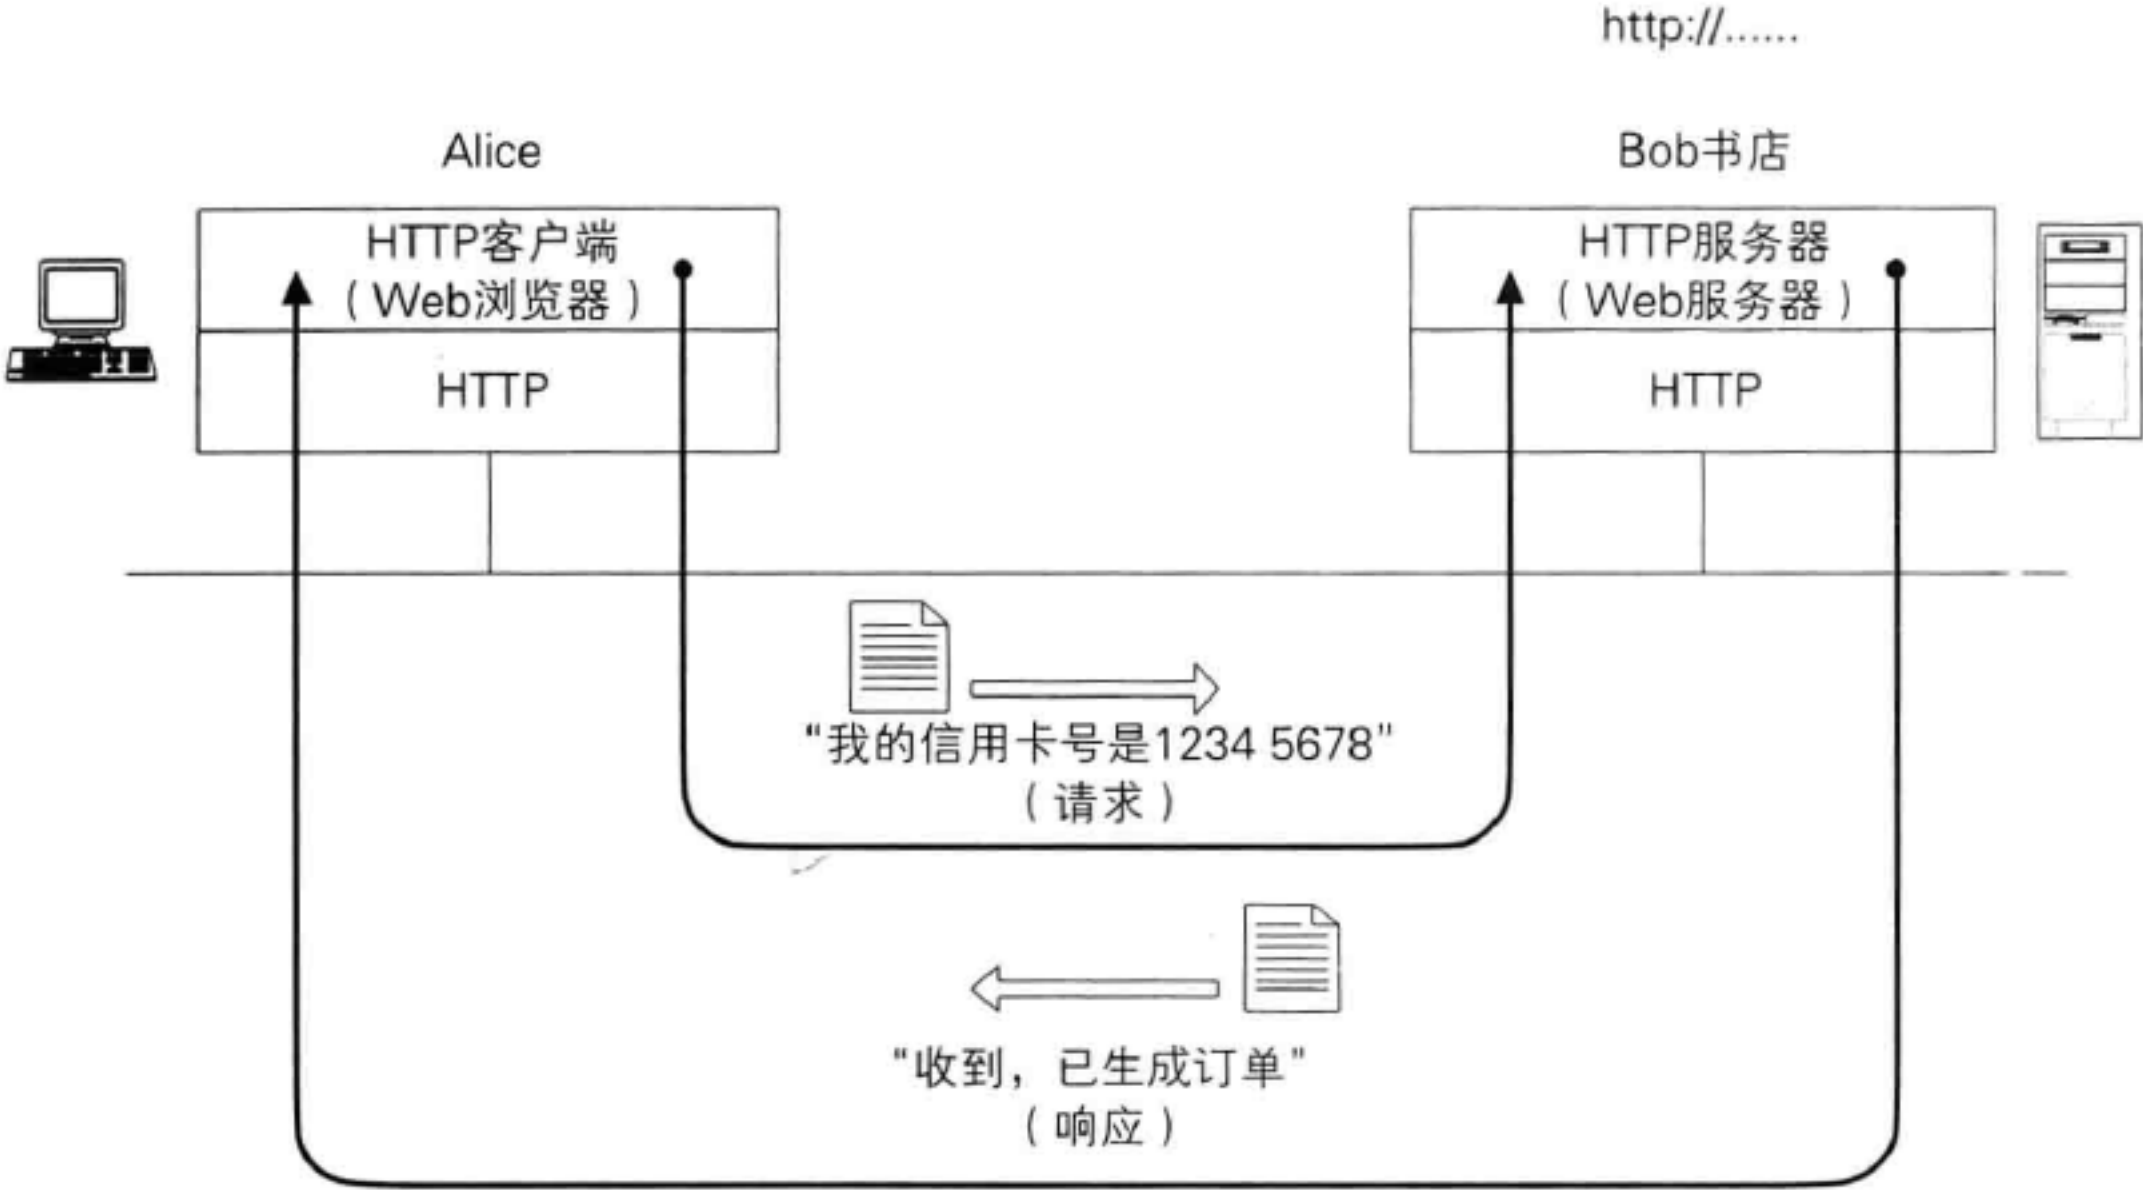 http://......
Alice
Bob书店
HTTP客户端
（Web浏览器）
HTTP服务器
（Web服务器）
HTTP
HTTP
“我的信用卡号是1234 5678”
（请求）
“收到，已生成订单”
（响应）